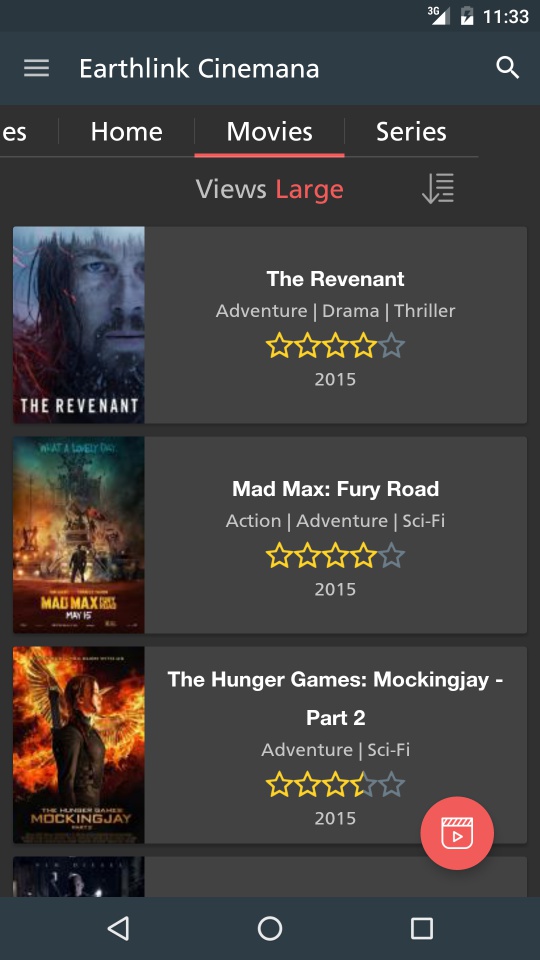 3G 11:33
Earthlink Cinemana
es Home Movies Series
Views Large
The Revenant
Adventure | Drama | Thriller
2015
THE REVENANT
WHAT A LOVELY DAY.
Mad Max: Fury Road
Action | Adventure | Sci-Fi
2015
MAD MAX FURY ROAD
MAY 15
The Hunger Games: Mockingjay -
Part 2
Adventure | Sci-Fi
2015
THE HUNGER GAMES
MOCKINGJAY
PART 2